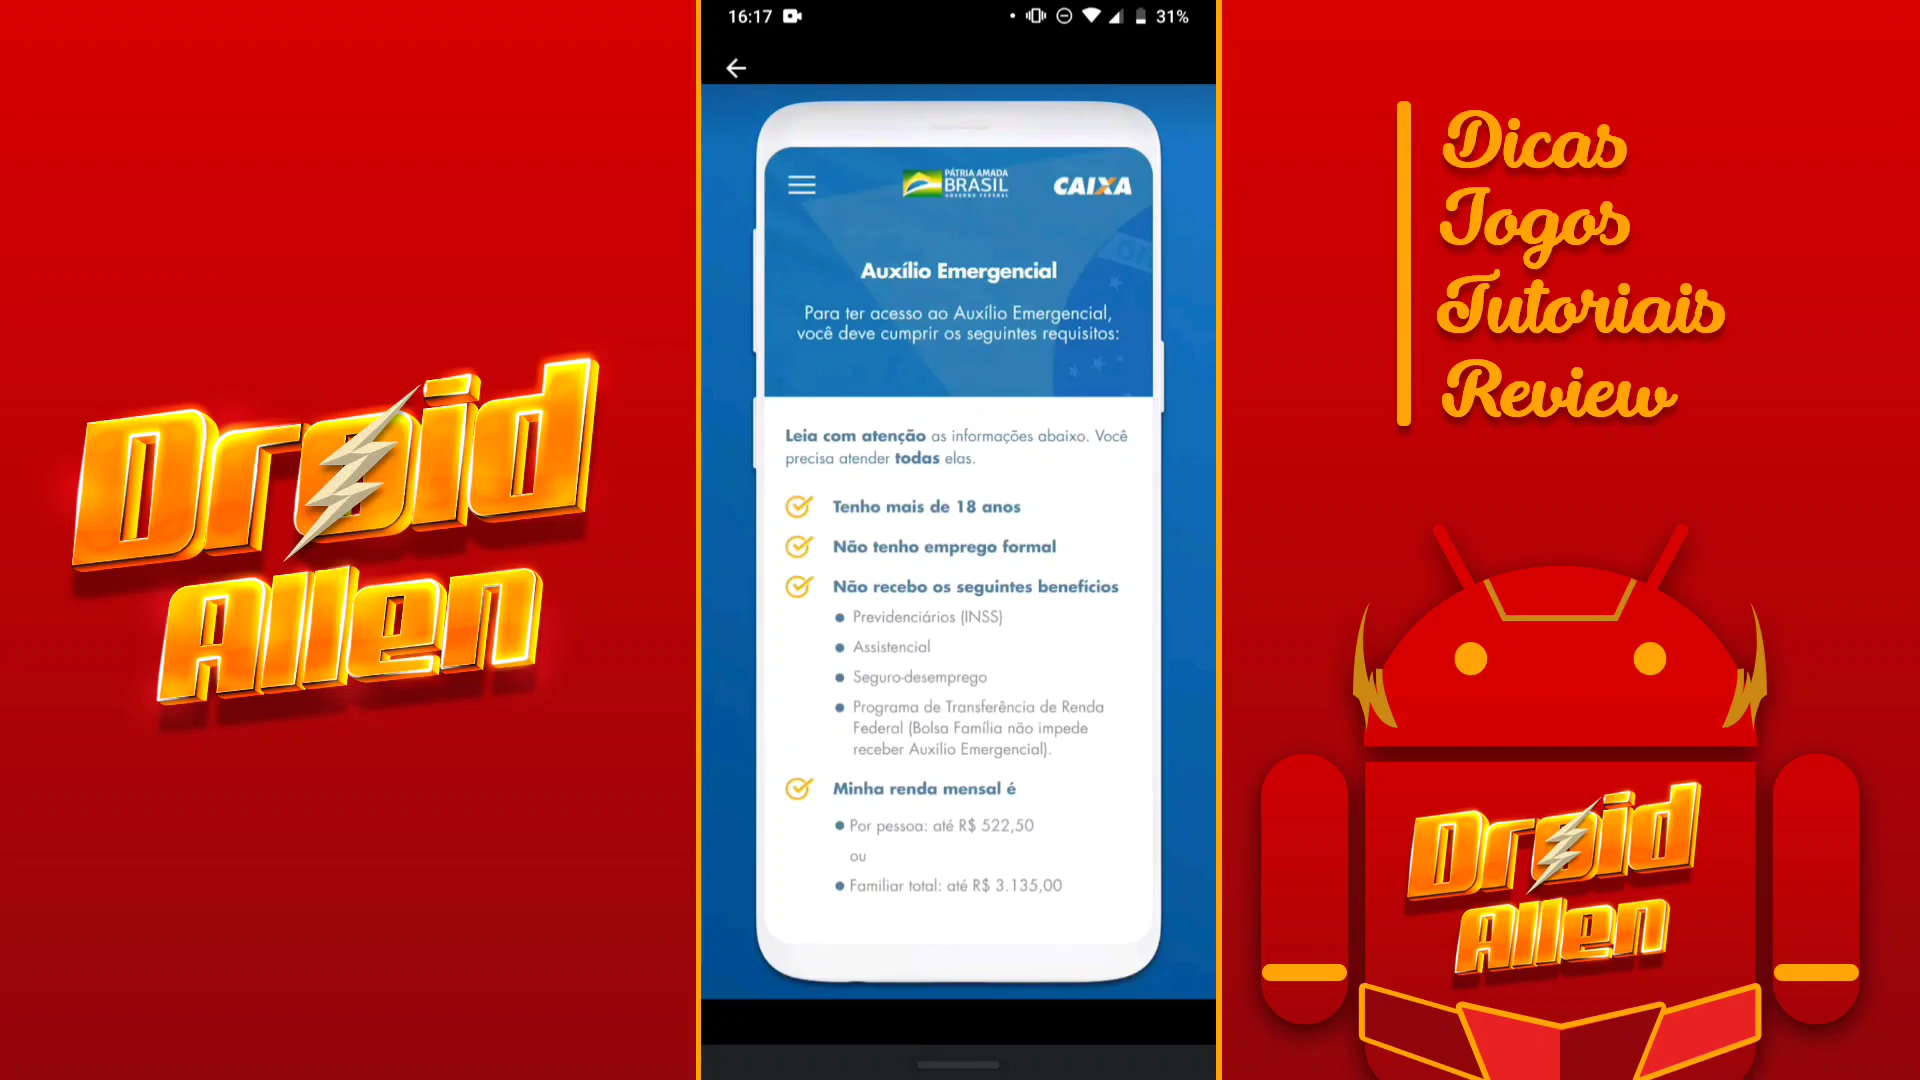 Droid
Allen
16:17
31%
PÁTRIA AMADA
BRASIL
GOVERNO FEDERAL
CAIXA
Auxílio Emergencial
Para ter acesso ao Auxílio Emergencial,
você deve cumprir os seguintes requisitos:
Leia com atenção as informações abaixo. Você
precisa atender todas elas.
Tenho mais de 18 anos
Não tenho emprego formal
Não recebo os seguintes benefícios
Previdenciários (INSS)
Assistencial
Seguro-desemprego
Programa de Transferência de Renda
Federal (Bolsa Família não impede
receber Auxílio Emergencial).
Minha renda mensal é
Por pessoa: até R$ 522,50
ou
Familiar total: até R$ 3.135,00
Dicas
Jogos
Tutoriais
Review
Droid
Allen